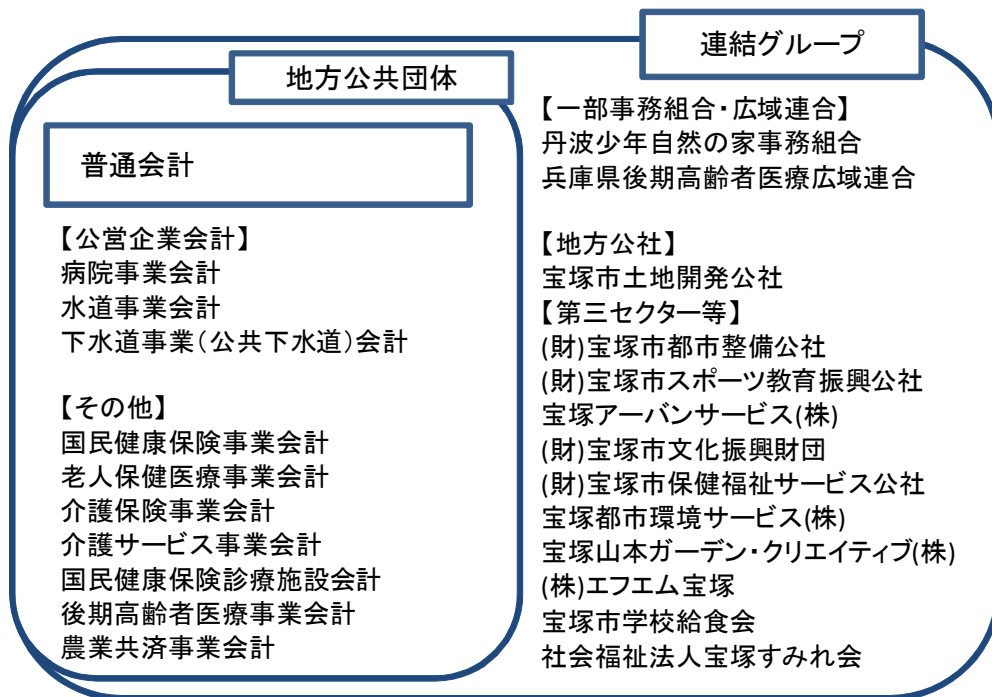 連結グループ
地方公共団体
普通会計
【公営企業会計】
病院事業会計
水道事業会計
下水道事業(公共下水道)会計
【その他】
国民健康保険事業会計
老人保健医療事業会計
介護保険事業会計
介護サービス事業会計
国民健康保険診療施設会計
後期高齢者医療事業会計
農業共済事業会計
【一部事務組合・広域連合】
丹波少年自然の家事務組合
兵庫県後期高齢者医療広域連合
【地方公社】
宝塚市土地開発公社
【第三セクター等】
(財)宝塚市都市整備公社
(財)宝塚市スポーツ教育振興公社
宝塚アーバンサービス(株)
(財)宝塚市文化振興財団
(財)宝塚市保健福祉サービス公社
宝塚都市環境サービス(株)
宝塚山本ガーデン・クリエイティブ(株)
(株)エフエム宝塚
宝塚市学校給食会
社会福祉法人宝塚すみれ会